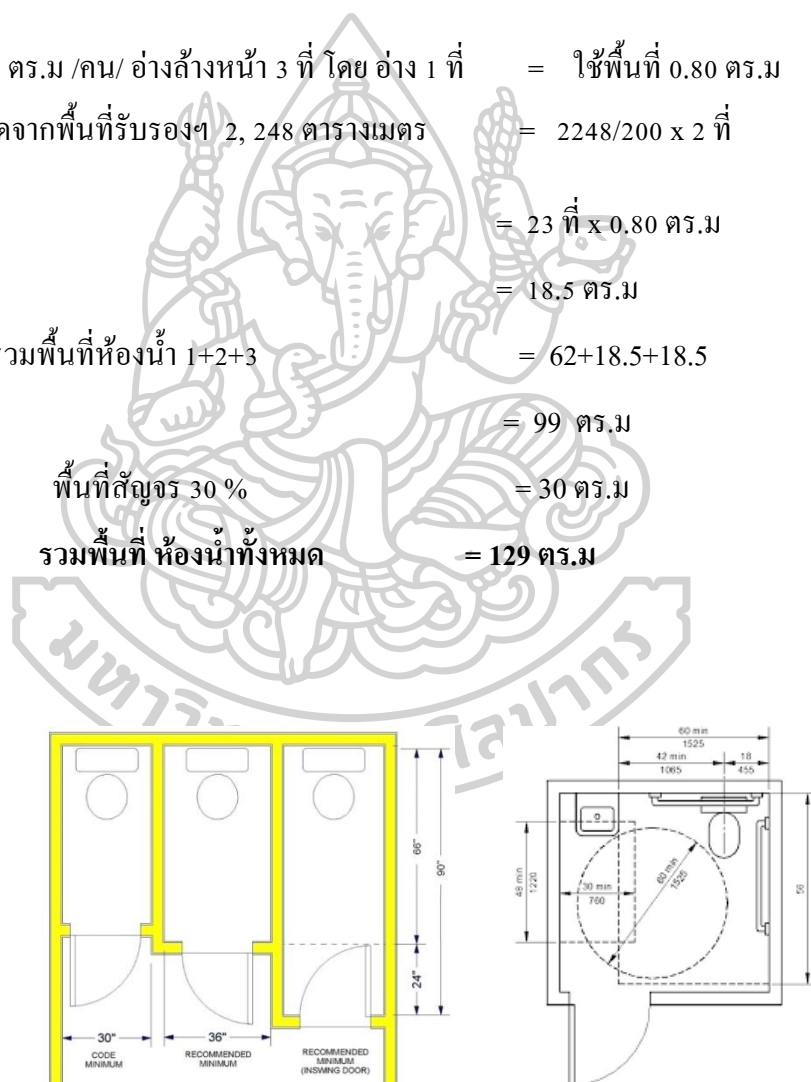 ตร.ม /คน/ อ่างล้างหน้า 3 ที่ โดย อ่าง 1 ที่ = ใช้พื้นที่ 0.80 ตร.ม
ดจากพื้นที่รับรองฯ 2, 248 ตารางเมตร = 2248/200 x 2 ที่
= 23 ที่ x 0.80 ตร.ม
= 18.5 ตร.ม
รวมพื้นที่ห้องน้ำ 1+2+3 = 62+18.5+18.5
= 99 ตร.ม
พื้นที่สัญจร 30 % = 30 ตร.ม
รวมพื้นที่ ห้องน้ำทั้งหมด = 129 ตร.ม
60 min
1525
42 min
1065
18
455
66"
90"
24"
48 min
1220
30 min
760
60 min
1525
56
30"
CODE
MINIMUM
36"
RECOMMENDED
MINIMUM
RECOMMENDED
MINIMUM
(INSWING DOOR)